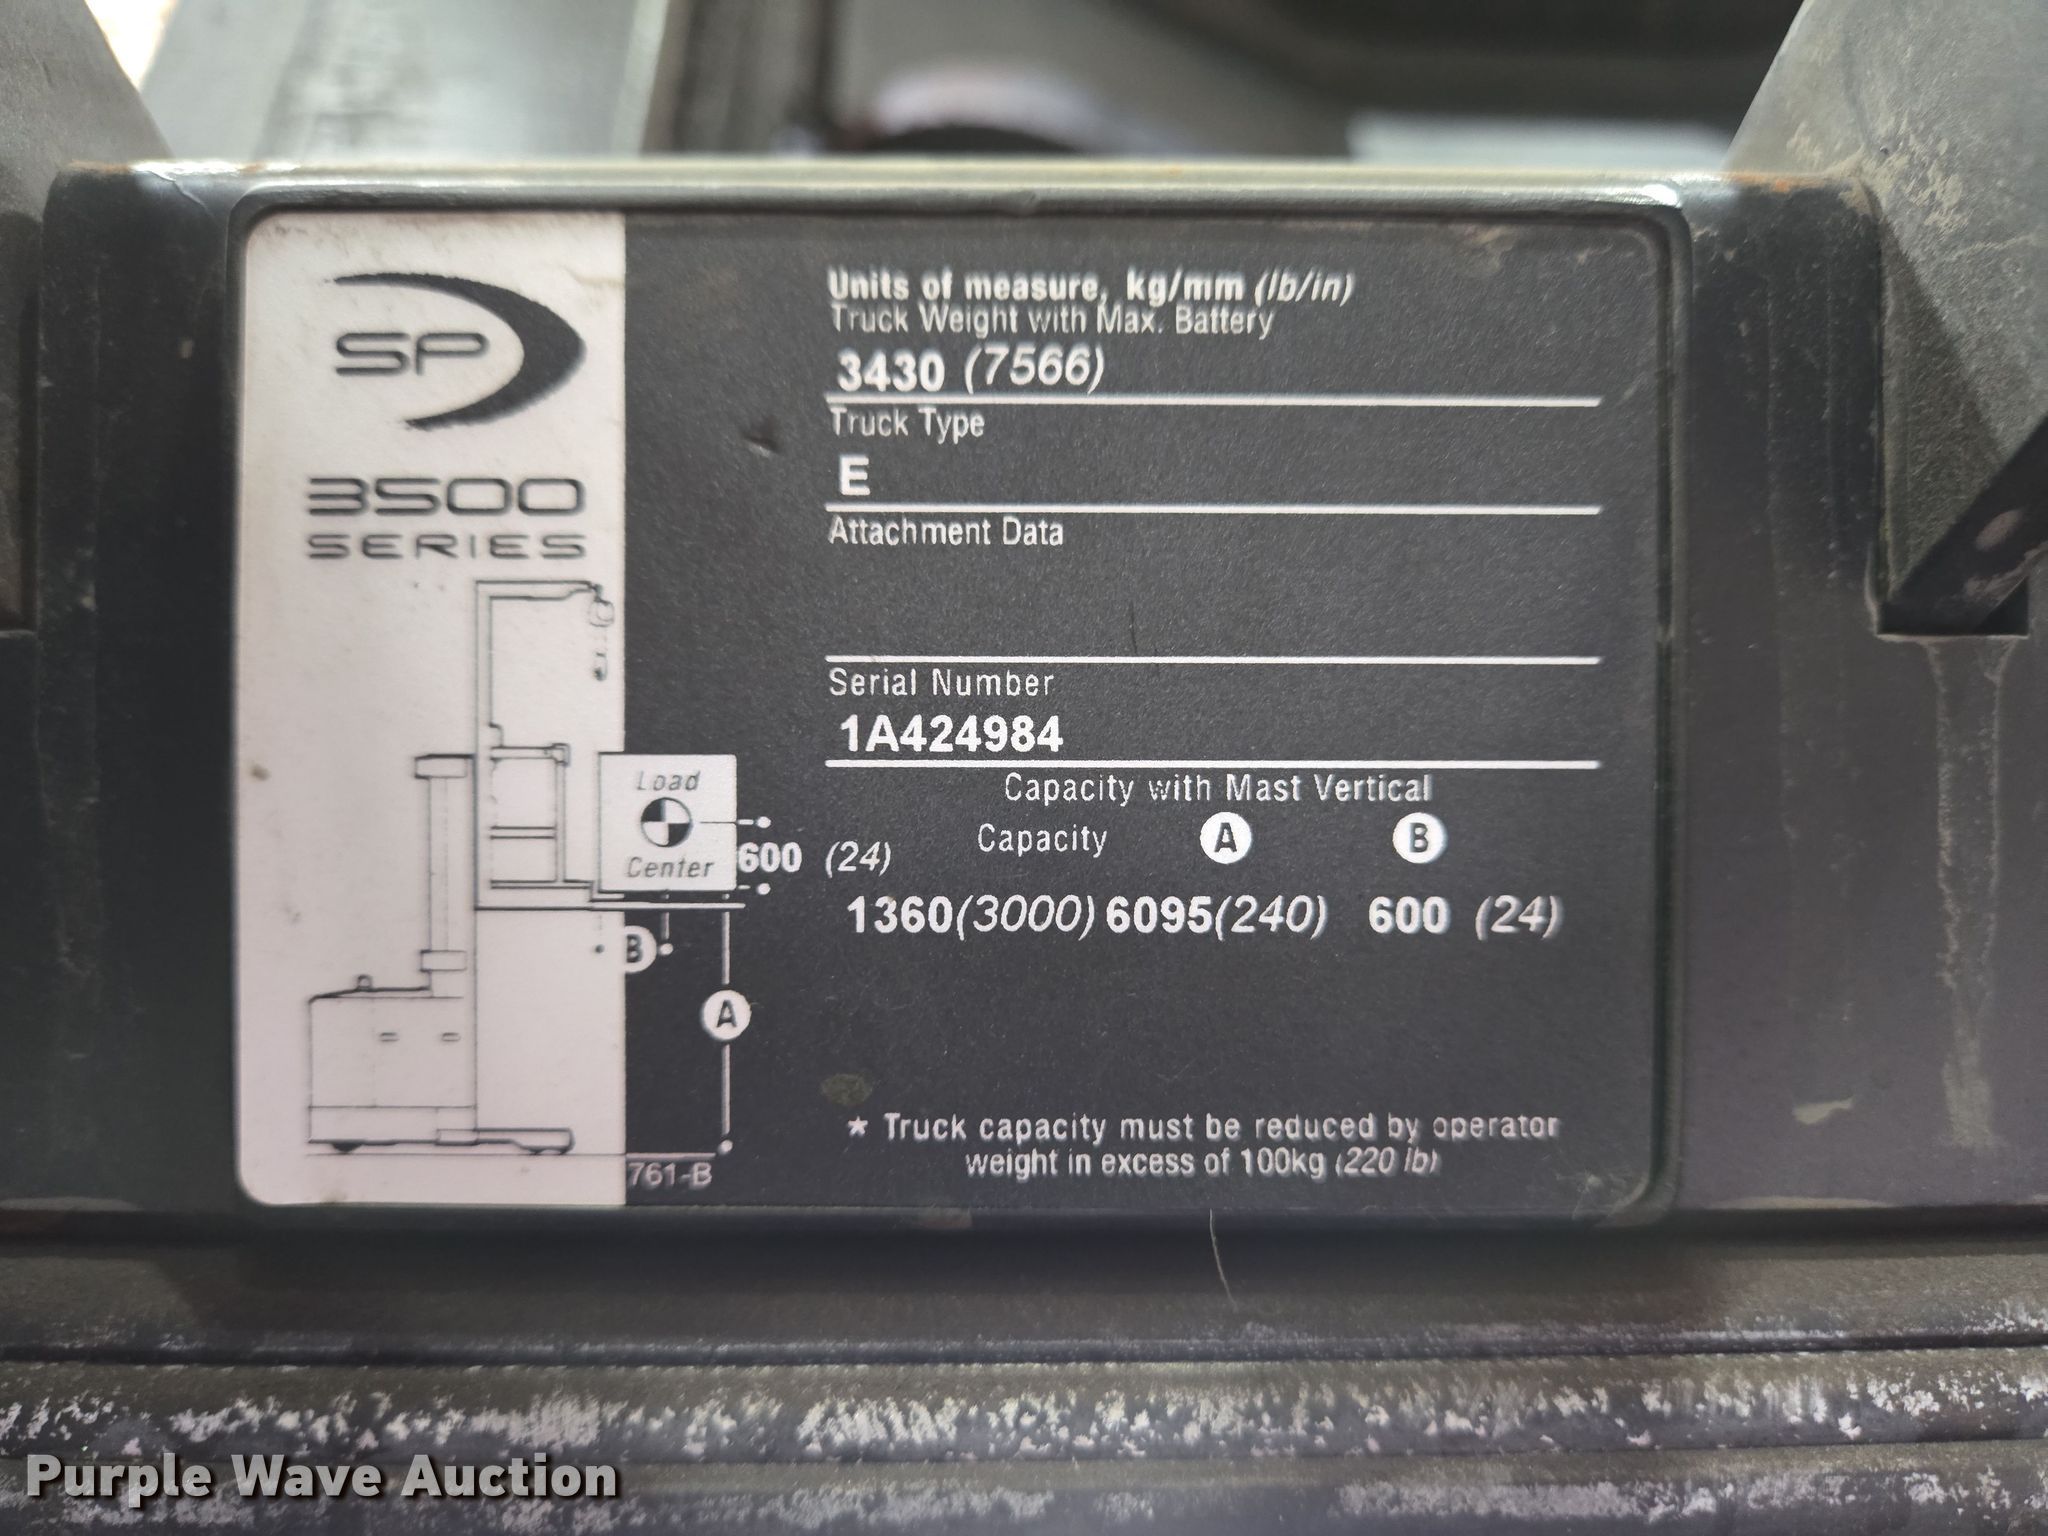 SP
3500
SERIES
Units of measure, kg/mm (lb/in)
Truck Weight with Max. Battery
3430 (7566)
Truck Type
E
Attachment Data
Serial Number
1A424984
Capacity with Mast Vertical
Capacity A B
1360(3000) 6095(240) 600 (24)
Load
Center
600 (24)
B
A
761-B
* Truck capacity must be reduced by operator
weight in excess of 100kg (220 lb)
Purple Wave Auction